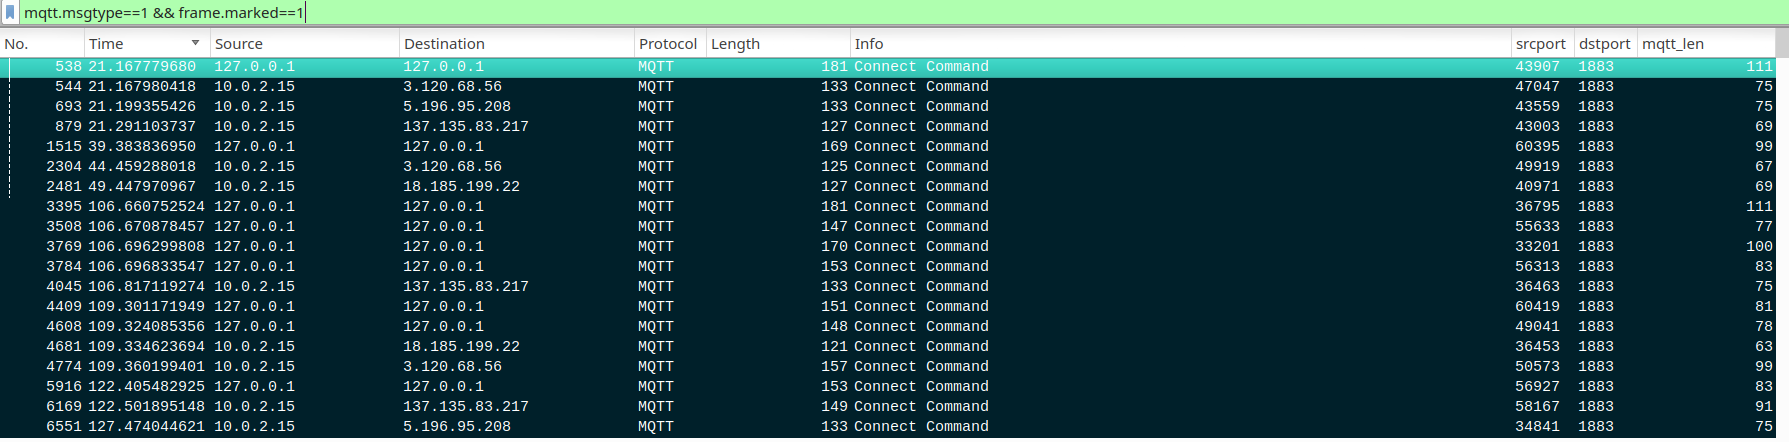 mqtt.msgtype==1 && frame.marked==1
No. Time Source Destination Protocol Length Info srcport dstport mqtt_len
538 21.167779680 127.0.0.1 127.0.0.1 MQTT 181 Connect Command 43907 1883 111
544 21.167980418 10.0.2.15 3.120.68.56 MQTT 133 Connect Command 47047 1883 75
693 21.199355426 10.0.2.15 5.196.95.208 MQTT 133 Connect Command 43559 1883 75
879 21.291103737 10.0.2.15 137.135.83.217 MQTT 127 Connect Command 43003 1883 69
1515 39.383836950 127.0.0.1 127.0.0.1 MQTT 169 Connect Command 60395 1883 99
2304 44.459288018 10.0.2.15 3.120.68.56 MQTT 125 Connect Command 49919 1883 67
2481 49.447970967 10.0.2.15 18.185.199.22 MQTT 127 Connect Command 40971 1883 69
3395 106.660752524 127.0.0.1 127.0.0.1 MQTT 181 Connect Command 36795 1883 111
3508 106.670878457 127.0.0.1 127.0.0.1 MQTT 147 Connect Command 55633 1883 77
3769 106.696299808 127.0.0.1 127.0.0.1 MQTT 170 Connect Command 33201 1883 100
3784 106.696833547 127.0.0.1 127.0.0.1 MQTT 153 Connect Command 56313 1883 83
4045 106.817119274 10.0.2.15 137.135.83.217 MQTT 133 Connect Command 36463 1883 75
4409 109.301171949 127.0.0.1 127.0.0.1 MQTT 151 Connect Command 60419 1883 81
4608 109.324085356 127.0.0.1 127.0.0.1 MQTT 148 Connect Command 49041 1883 78
4681 109.334623694 10.0.2.15 18.185.199.22 MQTT 121 Connect Command 36453 1883 63
4774 109.360199401 10.0.2.15 3.120.68.56 MQTT 157 Connect Command 50573 1883 99
5916 122.405482925 127.0.0.1 127.0.0.1 MQTT 153 Connect Command 56927 1883 83
6169 122.501895148 10.0.2.15 137.135.83.217 MQTT 149 Connect Command 58167 1883 91
6551 127.474044621 10.0.2.15 5.196.95.208 MQTT 133 Connect Command 34841 1883 75